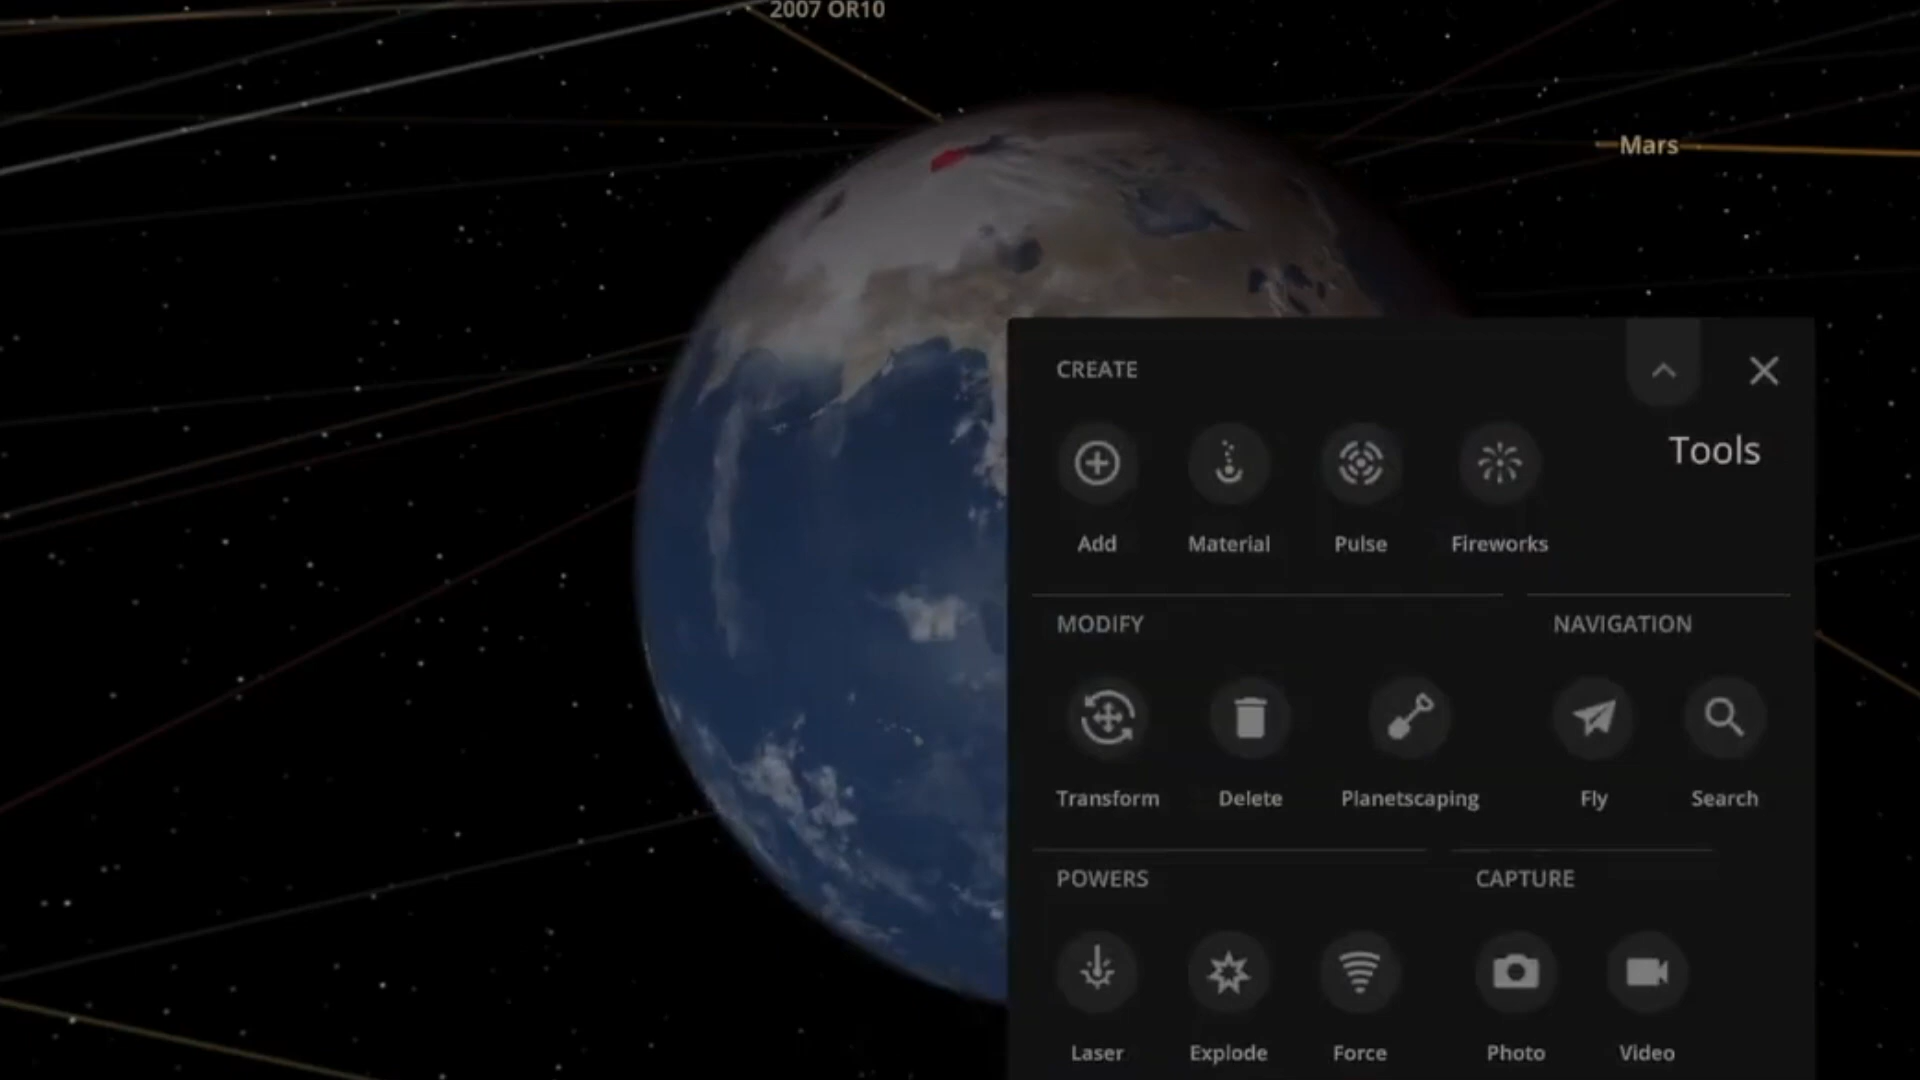 2007 OR10
Mars
CREATE
Tools
Add Material Pulse Fireworks
MODIFY NAVIGATION
Transform Delete Planetscaping Fly Search
POWERS CAPTURE
Laser Explode Force Photo Video